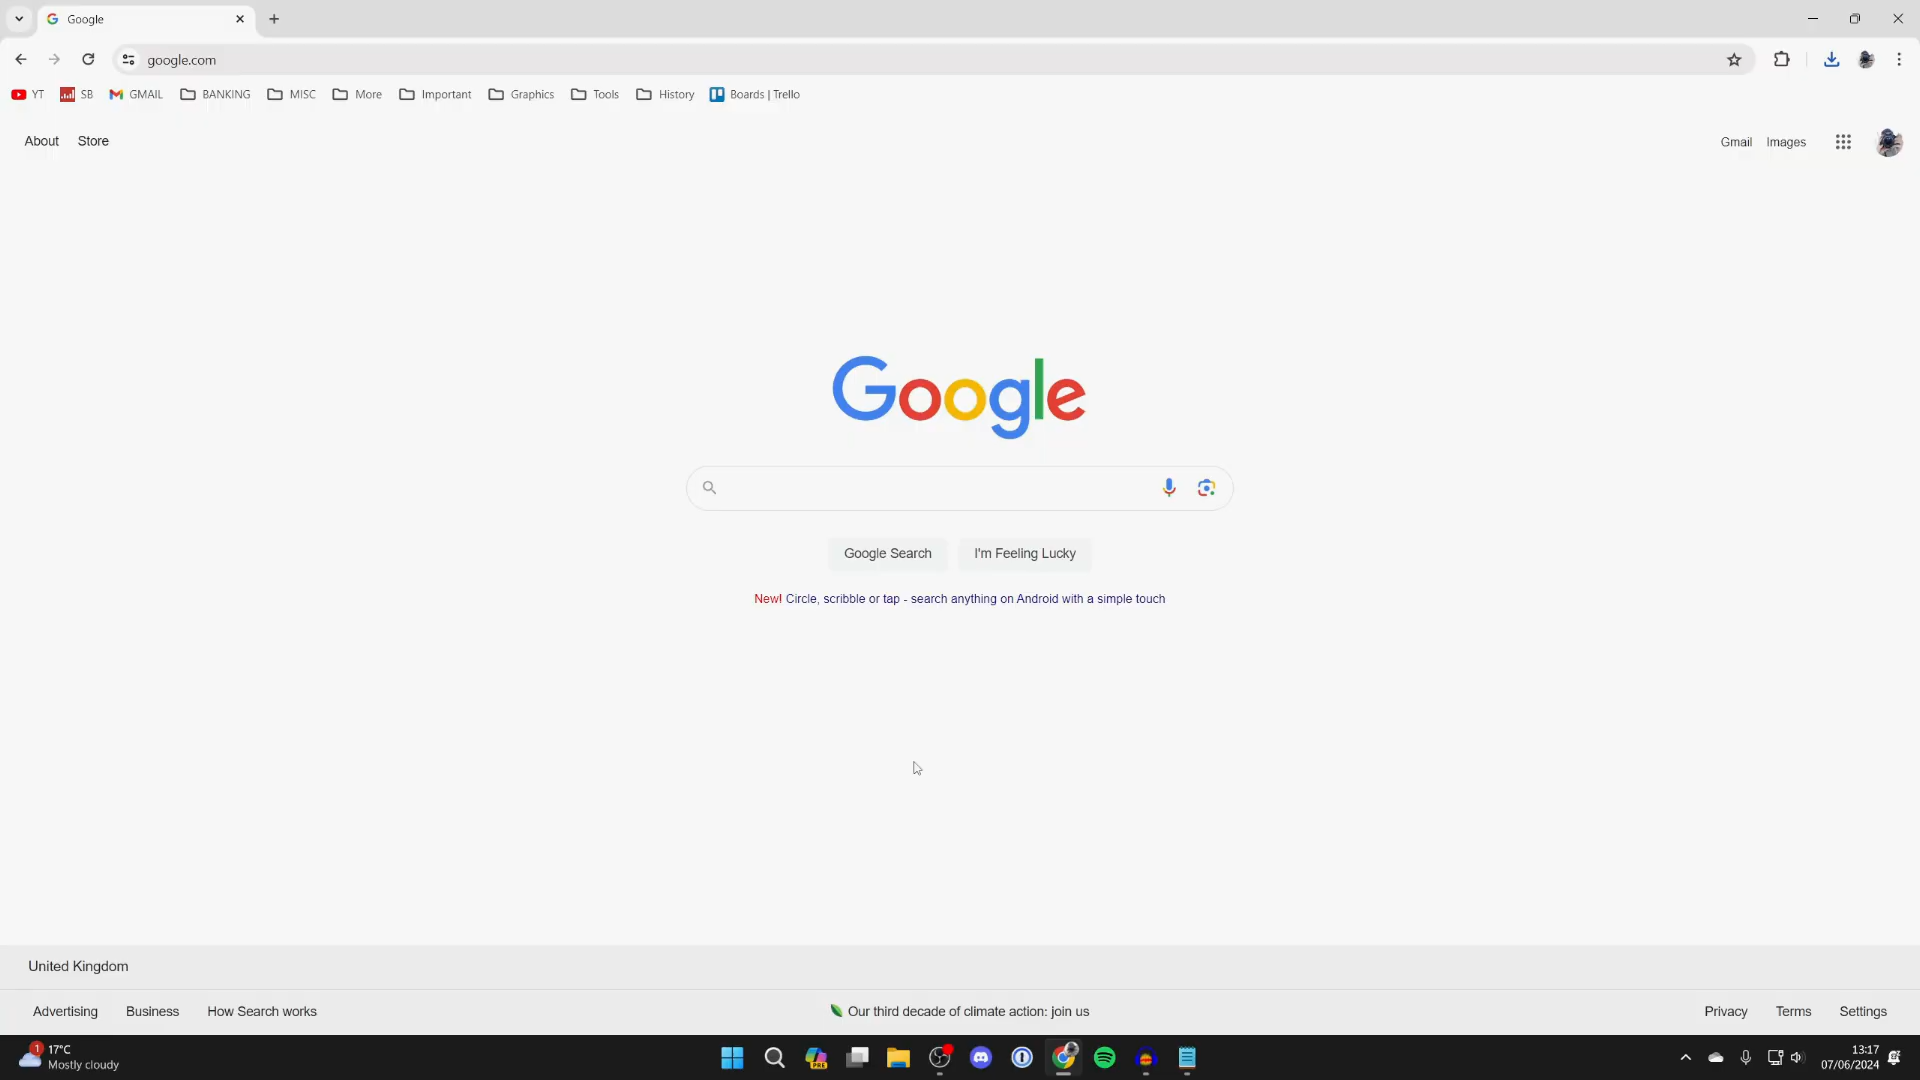 Google
google.com
YT SB GMAIL BANKING MISC More Important Graphics Tools History Boards | Trello
About Store Gmail Images
Google
Google Search I'm Feeling Lucky
New! Circle, scribble or tap - search anything on Android with a simple touch
United Kingdom
Advertising Business How Search works Our third decade of climate action: join us Privacy Terms Settings
1 17°C
Mostly cloudy
PRE
13:17
07/06/2024